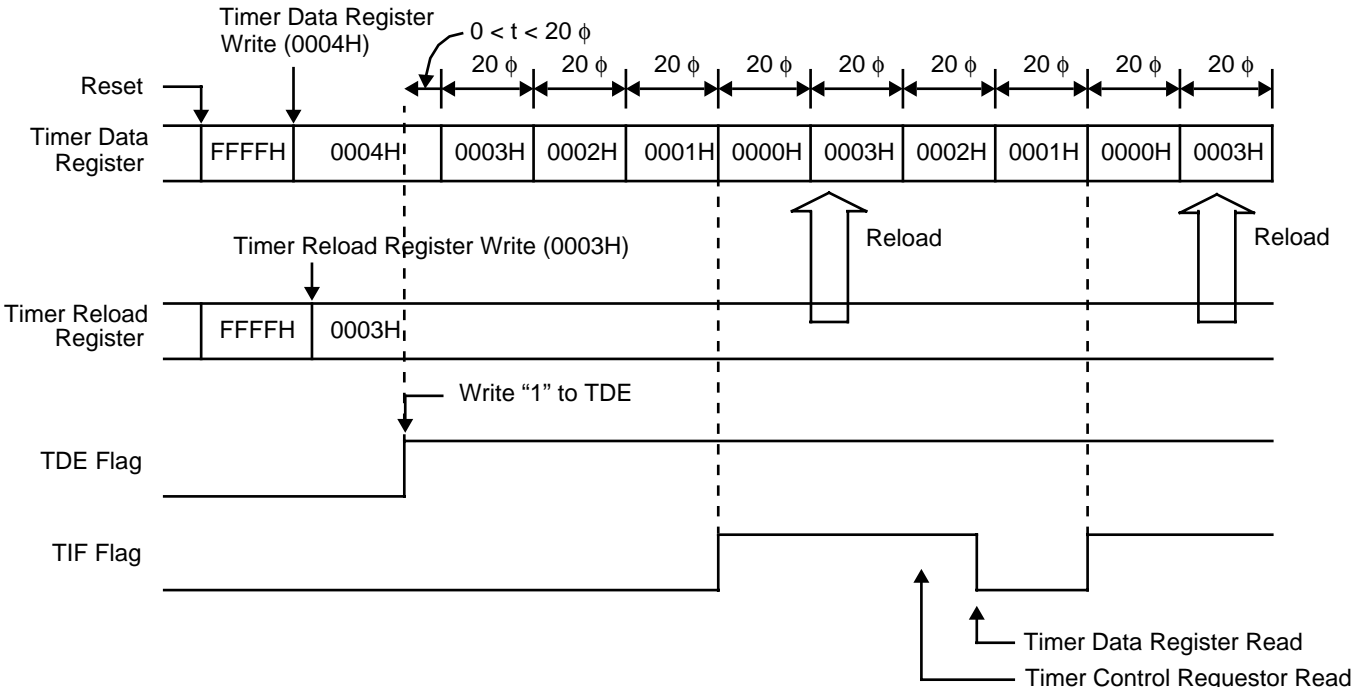 Timer Data Register
Write (0004H)
0 < t < 20 ϕ
20 ϕ 20 ϕ 20 ϕ 20 ϕ 20 ϕ 20 ϕ 20 ϕ 20 ϕ 20 ϕ
Reset
Timer Data
Register
FFFFH 0004H 0003H 0002H 0001H 0000H 0003H 0002H 0001H 0000H 0003H
Reload Reload
Timer Reload Register Write (0003H)
Timer Reload
Register
FFFFH 0003H
Write “1” to TDE
TDE Flag
TIF Flag
Timer Data Register Read
Timer Control Requestor Read